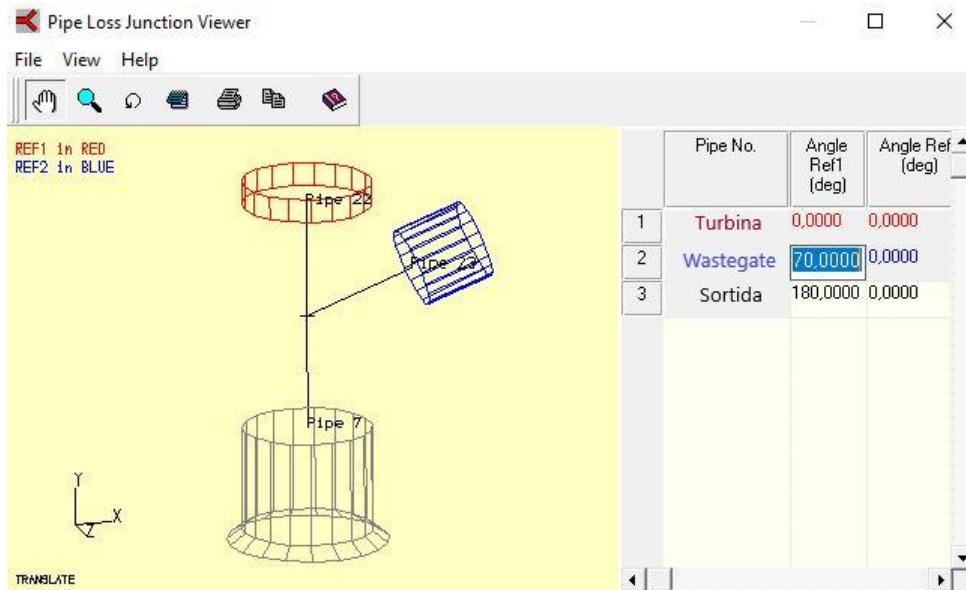 Pipe Loss Junction Viewer
File View Help
REF1 in RED
REF2 in BLUE
Pipe 22
Pipe 23
Pipe 7
Y
X
Z
TRANSLATE
Pipe No. Angle Ref1 (deg) Angle Ref (deg)
1 Turbina 0,0000 0,0000
2 Wastegate 70,0000 0,0000
3 Sortida 180,0000 0,0000